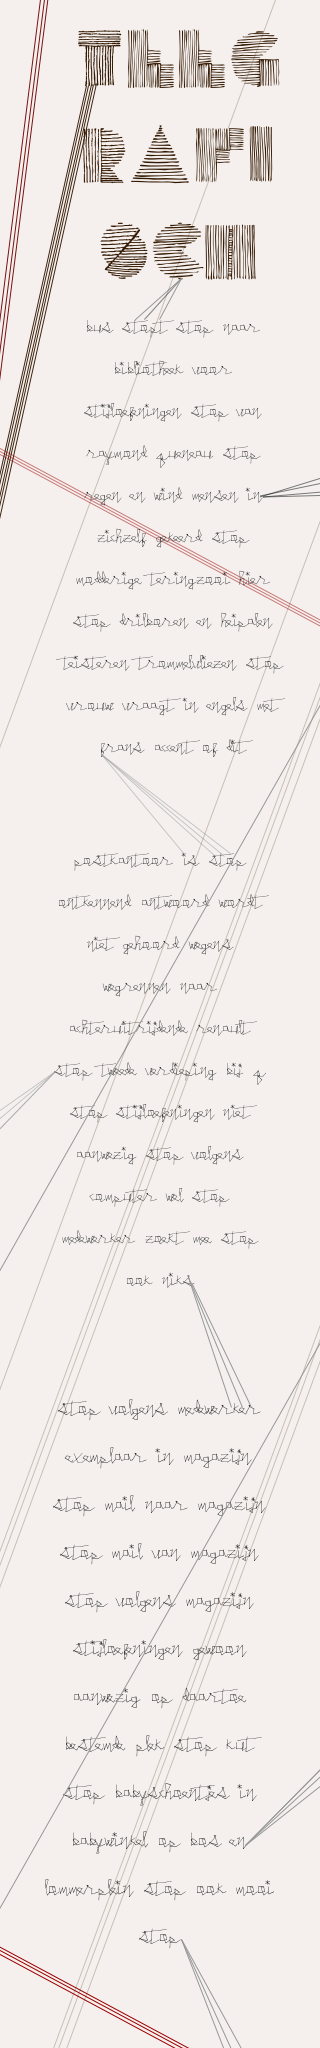 TELEG
RAFI
SCH
bus stopt stop naar
bibliotheek voor
stijloefeningen stop van
raymond queneau stop
regen en wind mensen in
zichzelf gekeerd stop
modderige teringzooi hier
stop drilboren en heipalen
teisteren trommelvliezen stop
vrouw vraagt in engels met
frans accent of dit
postkantoor is stop
ontkennend antwoord wordt
niet gehoord wegens
wegrennen naar
achteruitrijdende renault
stop tweede verdieping bij q
stop stijloefeningen niet
aanwezig stop volgens
computer wel stop
medewerker zoekt mee stop
ook niks
stop volgens medewerker
exemplaar in magazijn
stop mail naar magazijn
stop mail van magazijn
stop volgens magazijn
stijloefeningen gewoon
aanwezig op daartoe
bestemde plek stop kut
stop babyschoentjes in
babywinkel op bos en
lommerplein stop ook mooi
stop